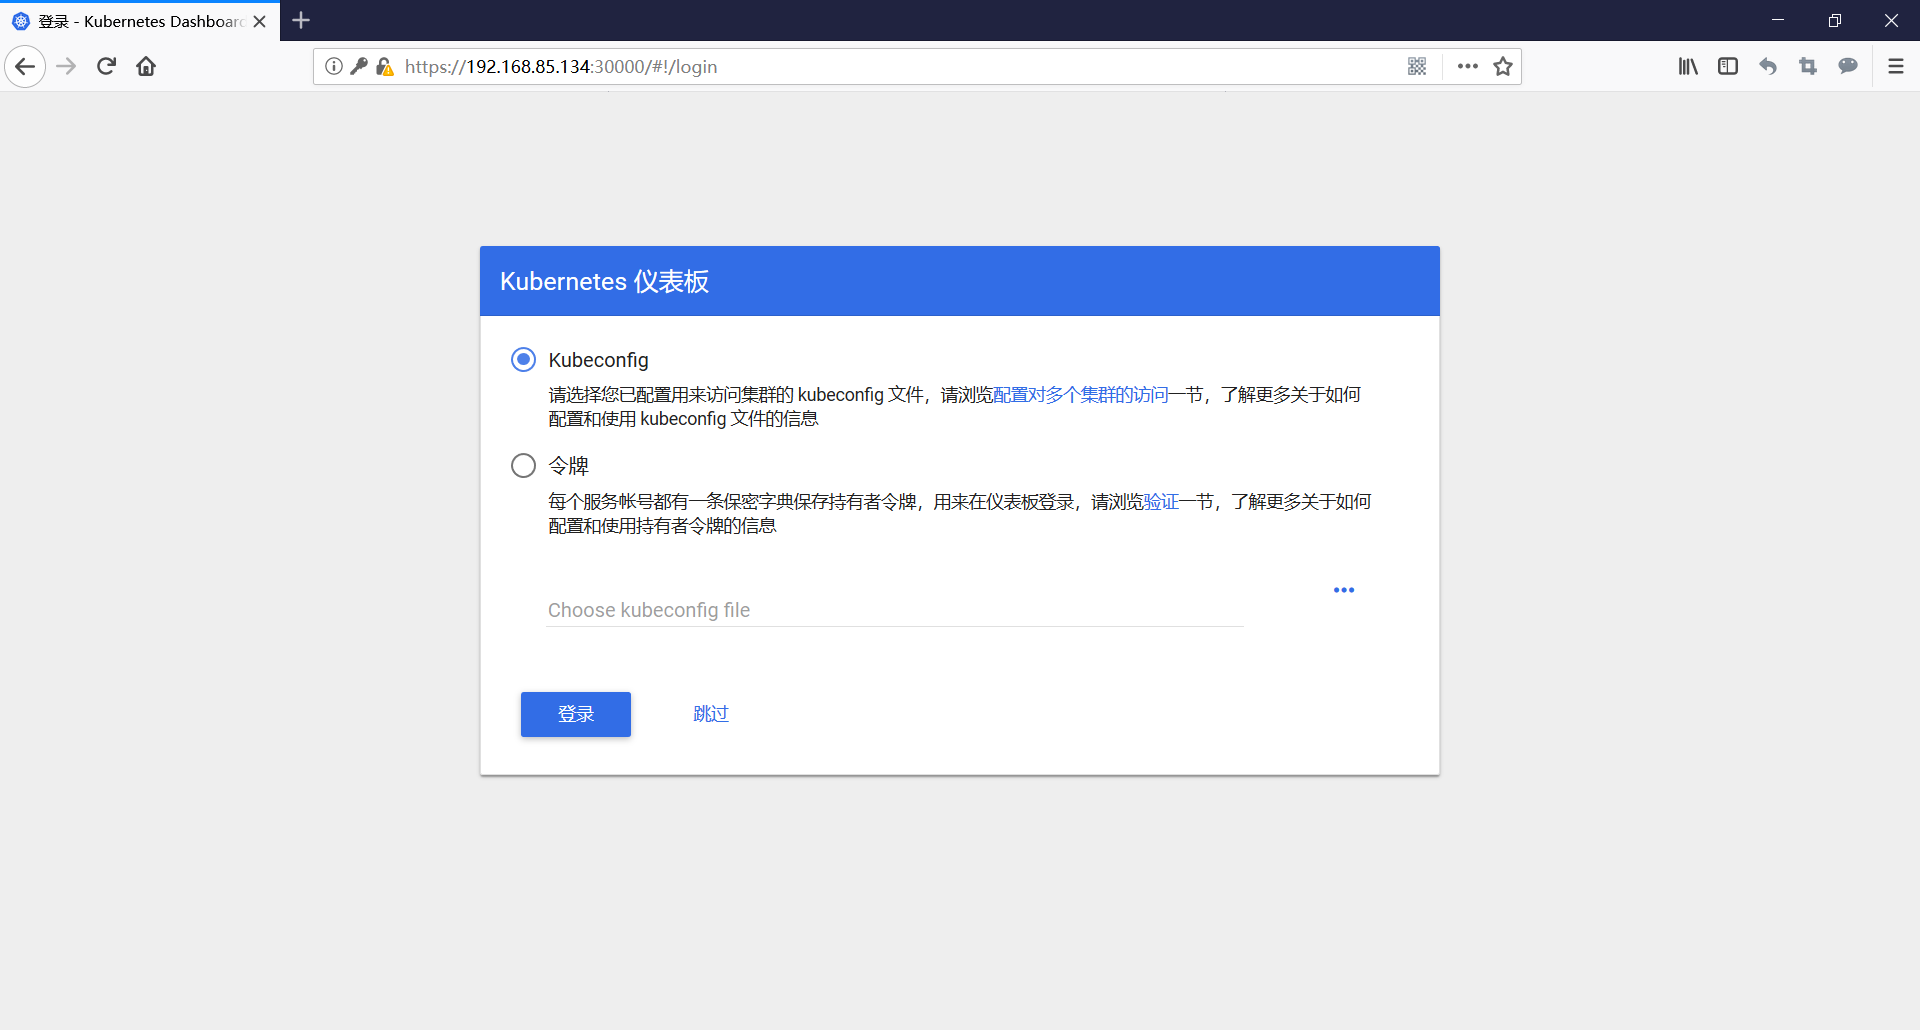 登录 - Kubernetes Dashboard
https://192.168.85.134:30000/#!/login
Kubernetes 仪表板
Kubeconfig
请选择您已配置用来访问集群的 kubeconfig 文件，请浏览配置对多个集群的访问一节，了解更多关于如何
配置和使用 kubeconfig 文件的信息
令牌
每个服务帐号都有一条保密字典保存持有者令牌，用来在仪表板登录，请浏览验证一节，了解更多关于如何
配置和使用持有者令牌的信息
Choose kubeconfig file
登录 跳过